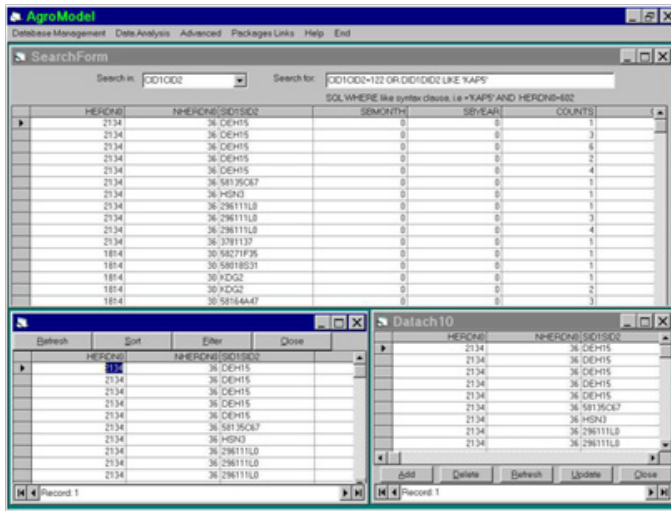 AgroModel
Database Management Data Analysis Advanced Packages Links Help End
SearchForm
Search in: CID1CID2 Search for: CID1CID2=122 OR DID1DID2 LIKE 'KAP5'
SQL WHERE like syntax clause, i.e ='KAP5' AND HERDN0=602
HERDN0 NHERDN0 SID1SID2 SBMONTH SBYEAR COUNTS
2134 36 DEH15 0 0 1
2134 36 DEH15 0 0 3
2134 36 DEH15 0 0 6
2134 36 DEH15 0 0 2
2134 36 DEH15 0 0 4
2134 36 58135C67 0 0 1
2134 36 HSN3 0 0 1
2134 36 296111L0 0 0 1
2134 36 296111L0 0 0 3
2134 36 296111L0 0 0 4
2134 36 3781137 0 0 1
1814 30 58271F35 0 0 1
1814 30 58018S31 0 0 1
1814 30 KDG2 0 0 1
1814 30 KDG2 0 0 2
1814 30 58164A47 0 0 3
Refresh Sort Filter Close
HERDN0 NHERDN0 SID1SID2
2134 36 DEH15
2134 36 DEH15
2134 36 DEH15
2134 36 DEH15
2134 36 DEH15
2134 36 58135C67
2134 36 HSN3
2134 36 296111L0
2134 36 296111L0
2134 36 296111L0
Record: 1
Datach10
HERDN0 NHERDN0 SID1SID2
2134 36 DEH15
2134 36 DEH15
2134 36 DEH15
2134 36 DEH15
2134 36 DEH15
2134 36 58135C67
2134 36 HSN3
2134 36 296111L0
2134 36 296111L0
Add Delete Refresh Update Close
Record: 1